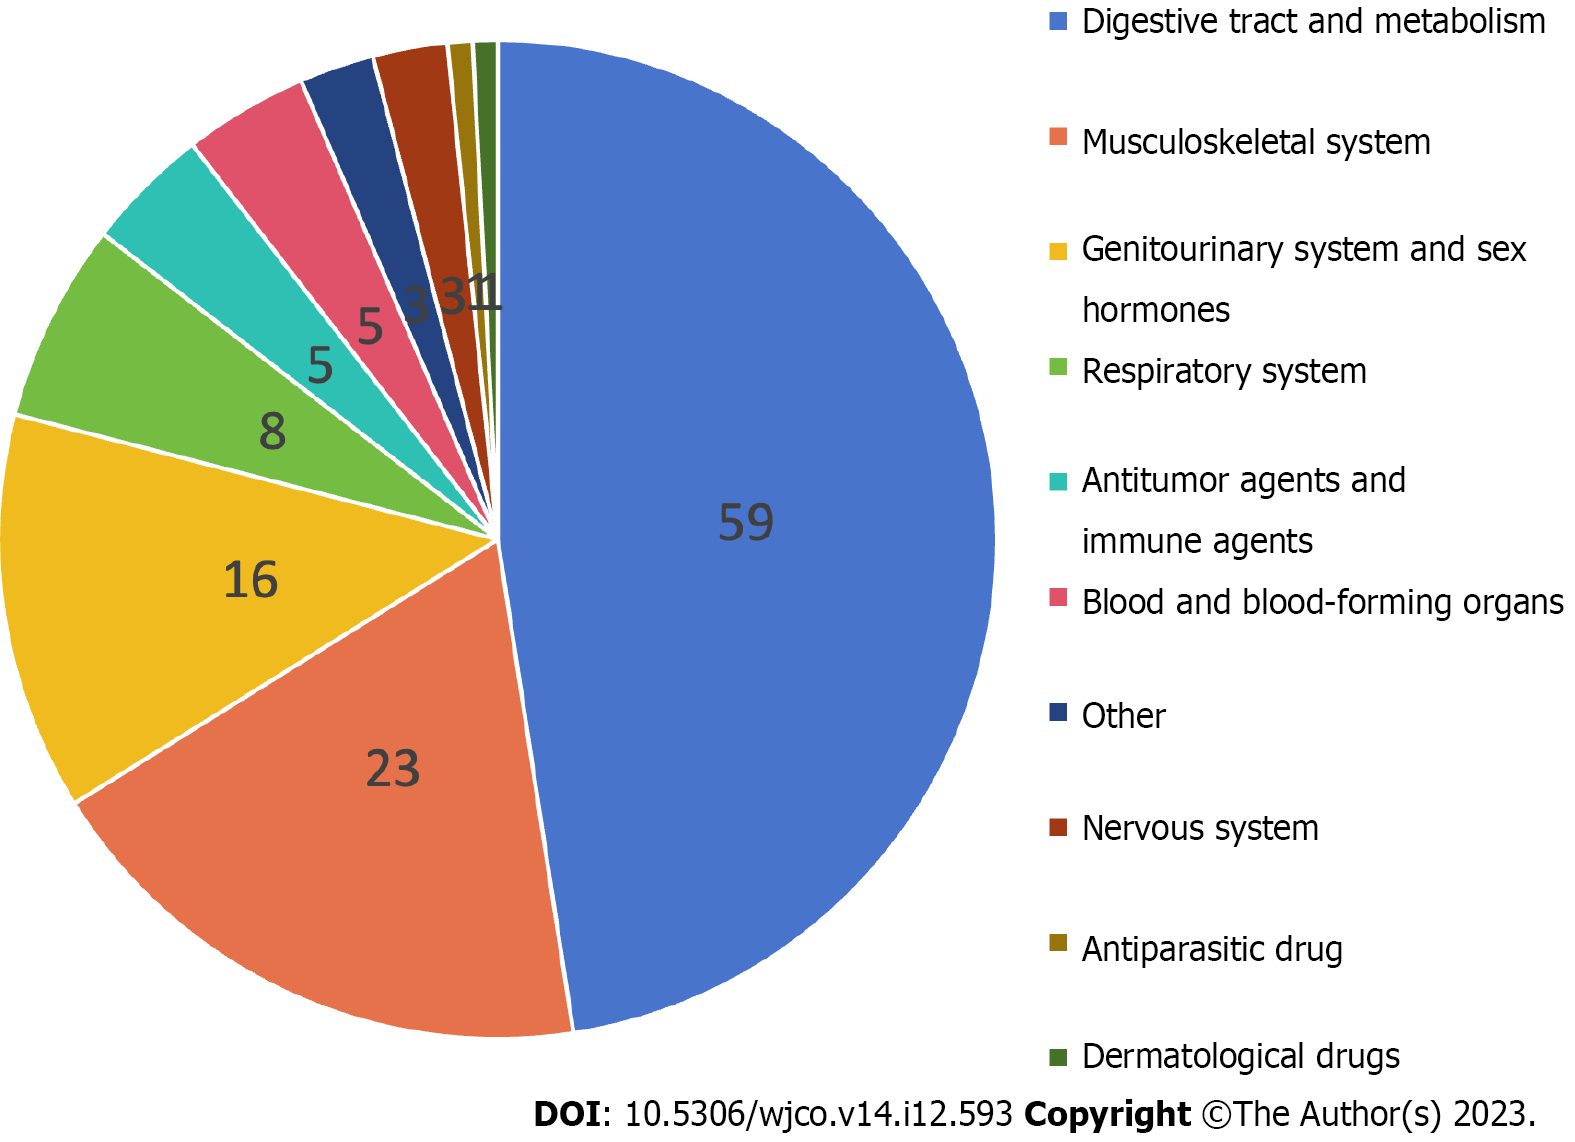 Digestive tract and metabolism
Musculoskeletal system
Genitourinary system and sex
hormones
Respiratory system
Antitumor agents and
immune agents
Blood and blood-forming organs
Other
Nervous system
Antiparasitic drug
Dermatological drugs
59
23
16
8
5
5
3
3
1
1
DOI: 10.5306/wjco.v14.i12.593 Copyright ©The Author(s) 2023.